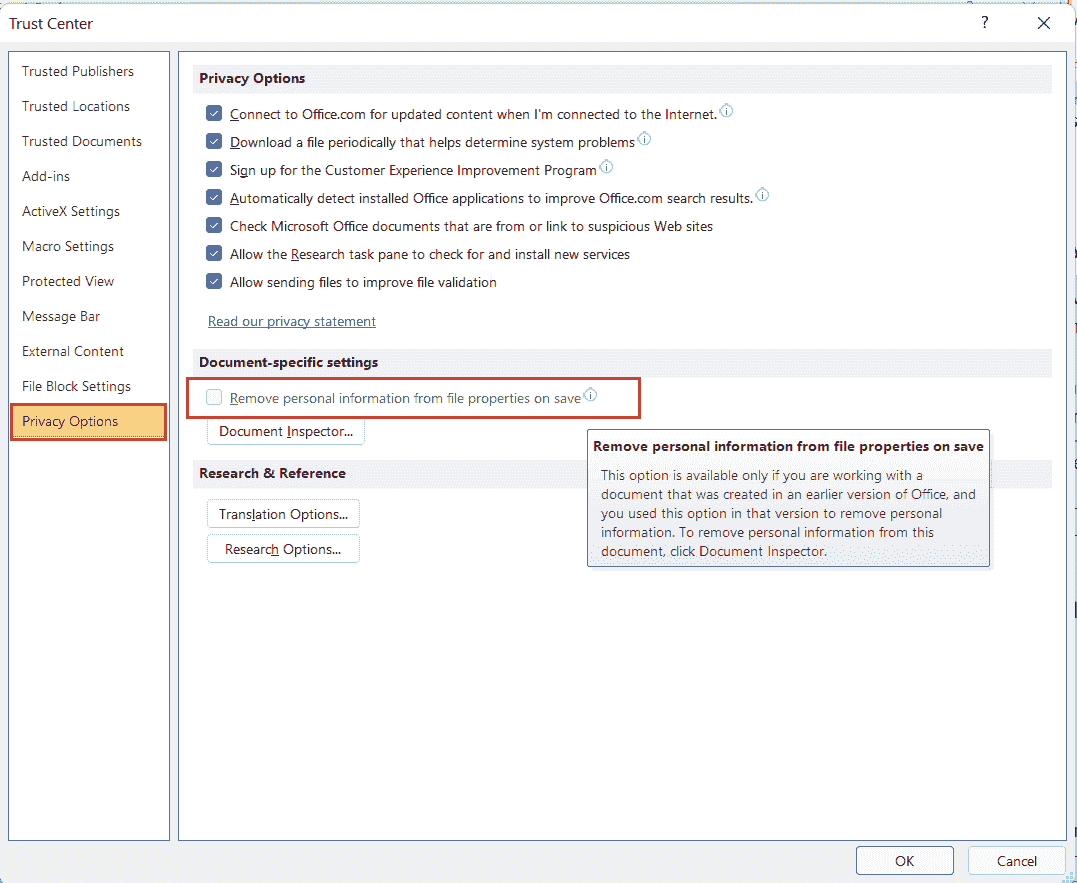 Trust Center
?
Trusted Publishers
Trusted Locations
Trusted Documents
Add-ins
ActiveX Settings
Macro Settings
Protected View
Message Bar
External Content
File Block Settings
Privacy Options
Privacy Options
Connect to Office.com for updated content when I'm connected to the Internet.
Download a file periodically that helps determine system problems
Sign up for the Customer Experience Improvement Program
Automatically detect installed Office applications to improve Office.com search results.
Check Microsoft Office documents that are from or link to suspicious Web sites
Allow the Research task pane to check for and install new services
Allow sending files to improve file validation
Read our privacy statement
Document-specific settings
Remove personal information from file properties on save
Document Inspector...
Remove personal information from file properties on save
This option is available only if you are working with a
document that was created in an earlier version of Office, and
you used this option in that version to remove personal
information. To remove personal information from this
document, click Document Inspector.
Research & Reference
Translation Options...
Research Options...
OK
Cancel